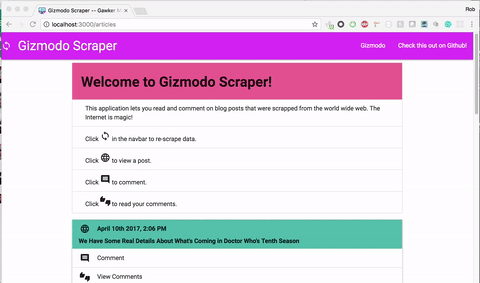 Gizmodo Scraper -- Gawker M
Rob
localhost:3000/articles
Gizmodo Scraper
Gizmodo
Check this out on Github!
Welcome to Gizmodo Scraper!
This application lets you read and comment on blog posts that were scrapped from the world wide web. The
Internet is magic!
Click in the navbar to re-scrape data.
Click to view a post.
Click to comment.
Click to read your comments.
April 10th 2017, 2:06 PM
We Have Some Real Details About What's Coming in Doctor Who's Tenth Season
Comment
View Comments